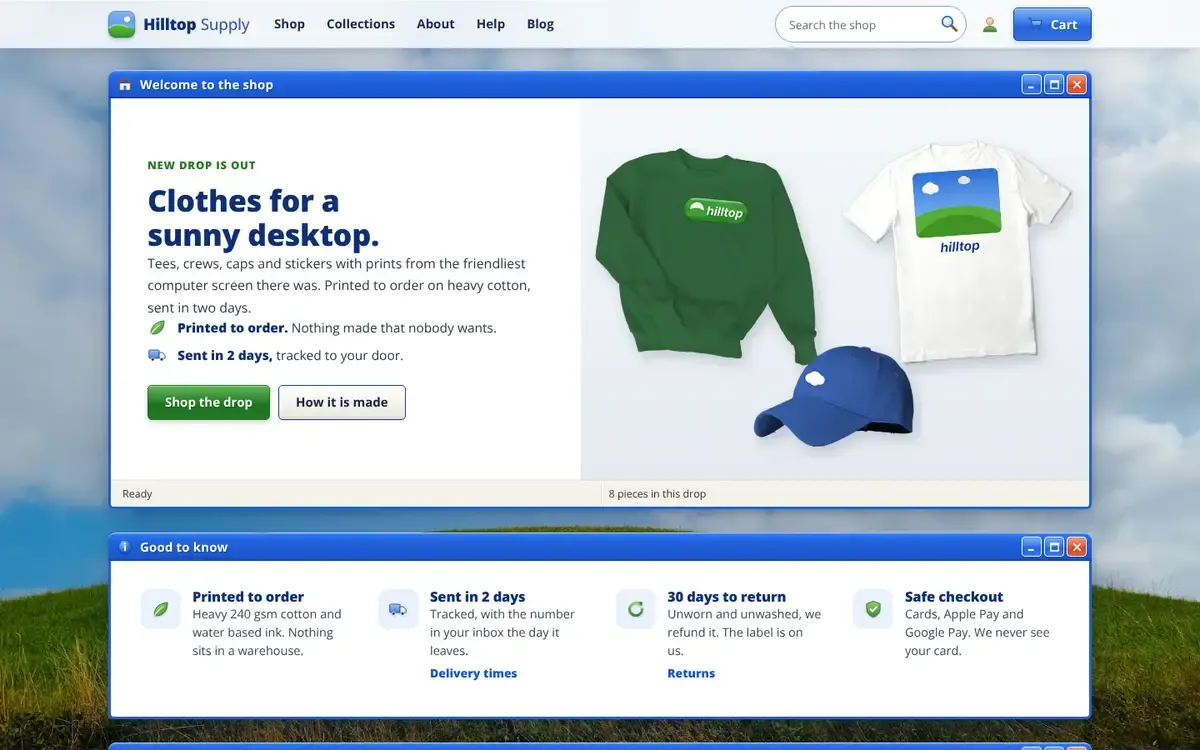 Hilltop Supply
Shop
Collections
About
Help
Blog
Search the shop
Cart
Welcome to the shop
NEW DROP IS OUT
Clothes for a
sunny desktop.
Tees, crews, caps and stickers with prints from the friendliest
computer screen there was. Printed to order on heavy cotton,
sent in two days.
Printed to order. Nothing made that nobody wants.
Sent in 2 days, tracked to your door.
Shop the drop
How it is made
hilltop
hilltop
Ready
8 pieces in this drop
Good to know
Printed to order
Heavy 240 gsm cotton and
water based ink. Nothing
sits in a warehouse.
Sent in 2 days
Tracked, with the number
in your inbox the day it
leaves.
Delivery times
30 days to return
Unworn and unwashed, we
refund it. The label is on
us.
Returns
Safe checkout
Cards, Apple Pay and
Google Pay. We never see
your card.